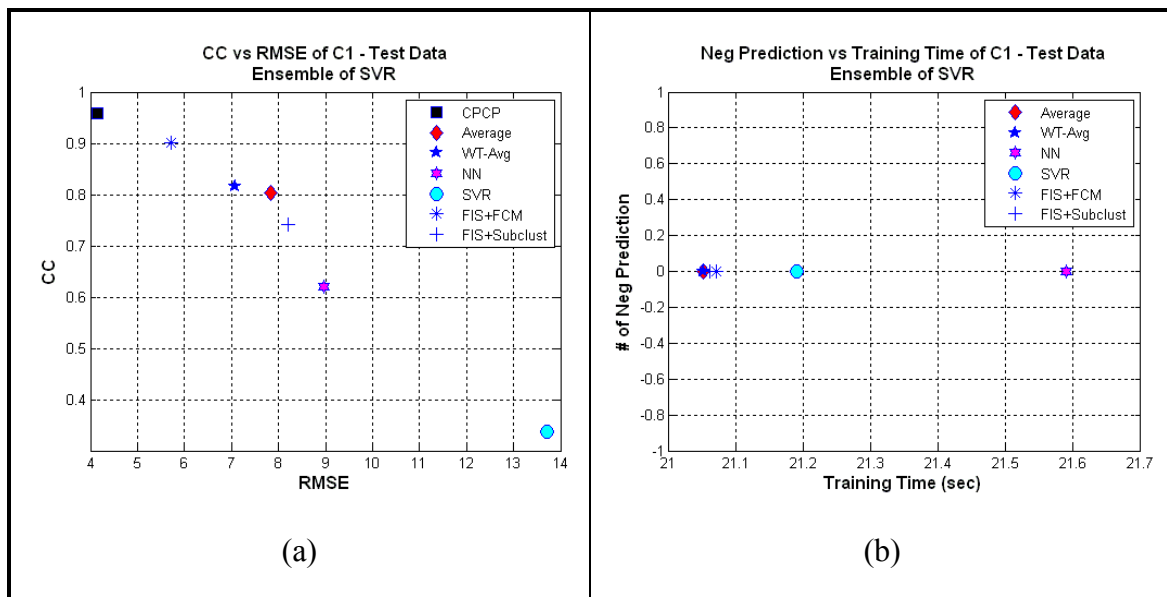 CC vs RMSE of C1 - Test Data
Ensemble of SVR
1
0.9
0.8
0.7
0.6
0.5
0.4
CC
CPCP
Average
WT-Avg
NN
SVR
FIS+FCM
FIS+Subclust
4 5 6 7 8 9 10 11 12 13 14
RMSE
(a)
Neg Prediction vs Training Time of C1 - Test Data
Ensemble of SVR
1
0.8
0.6
0.4
0.2
0
-0.2
-0.4
-0.6
-0.8
-1
# of Neg Prediction
Average
WT-Avg
NN
SVR
FIS+FCM
FIS+Subclust
21 21.1 21.2 21.3 21.4 21.5 21.6 21.7
Training Time (sec)
(b)